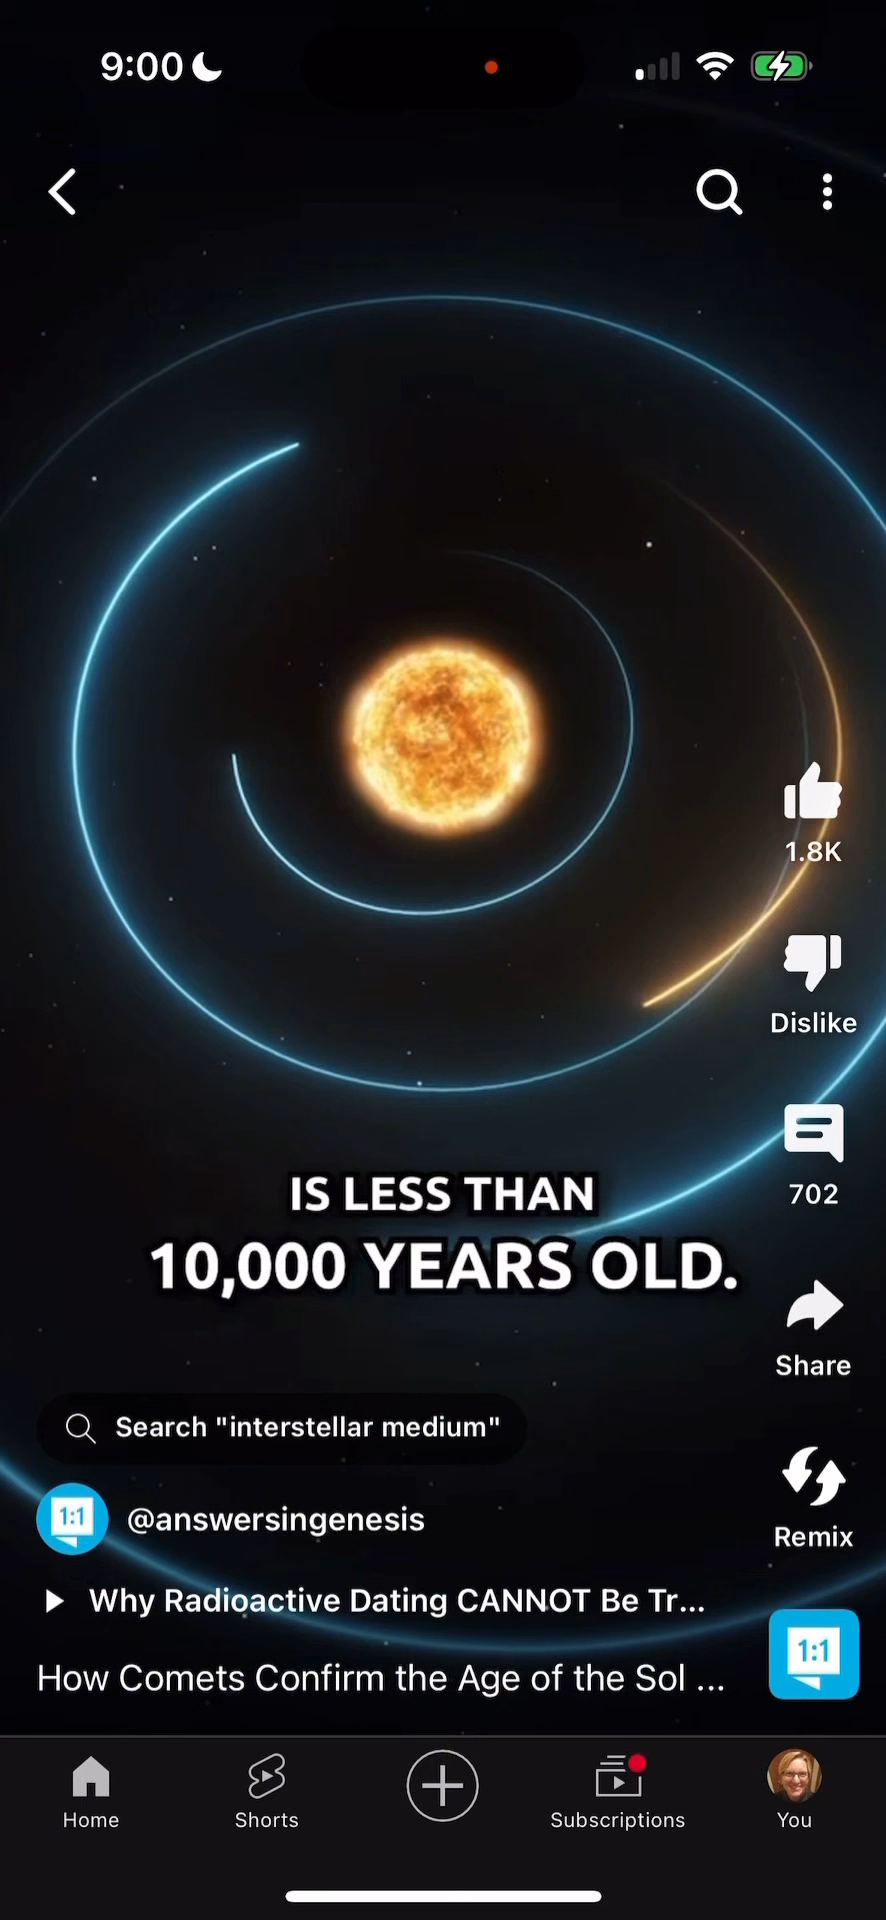 9:00
IS LESS THAN
10,000 YEARS OLD.
1.8K
Dislike
702
Share
Remix
Search "interstellar medium"
1:1
@answersingenesis
Why Radioactive Dating CANNOT Be Tr...
How Comets Confirm the Age of the Sol ...
1:1
Home
Shorts
Subscriptions
You